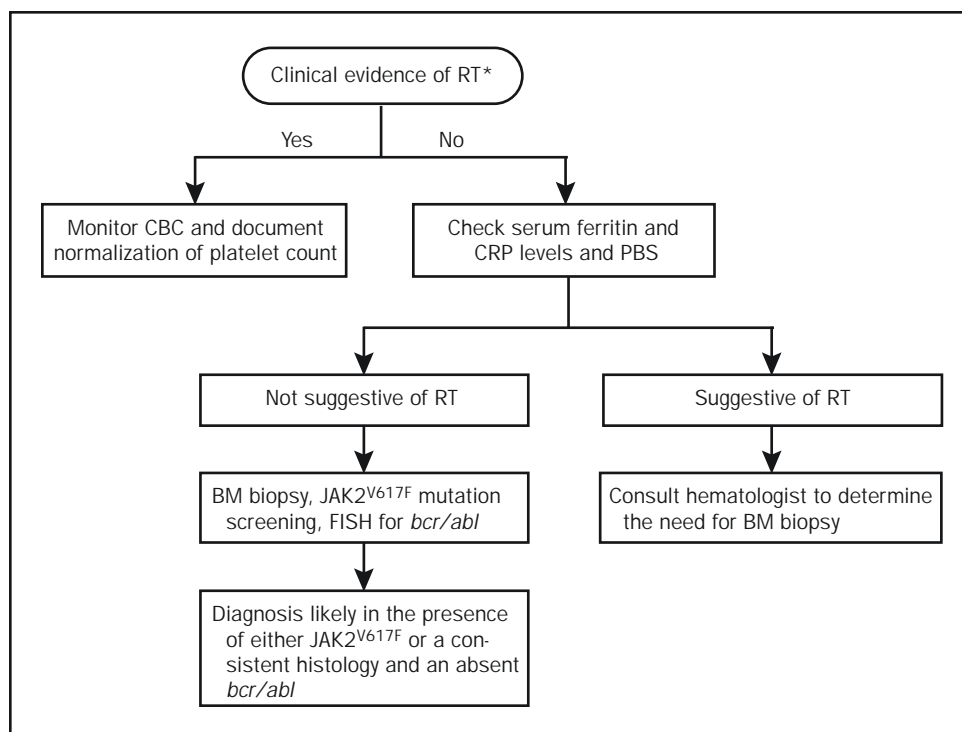 Clinical evidence of RT*
Yes
No
Monitor CBC and document
normalization of platelet count
Check serum ferritin and
CRP levels and PBS
Not suggestive of RT
Suggestive of RT
BM biopsy, JAK2V617F mutation
screening, FISH for bcr/abl
Consult hematologist to determine
the need for BM biopsy
Diagnosis likely in the presence
of either JAK2V617F or a con-
sistent histology and an absent
bcr/abl